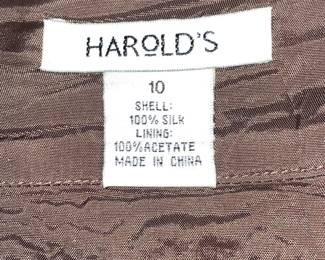 HAROLD'S
10
SHELL:
100% SILK
LINING:
100% ACETATE
MADE IN CHINA